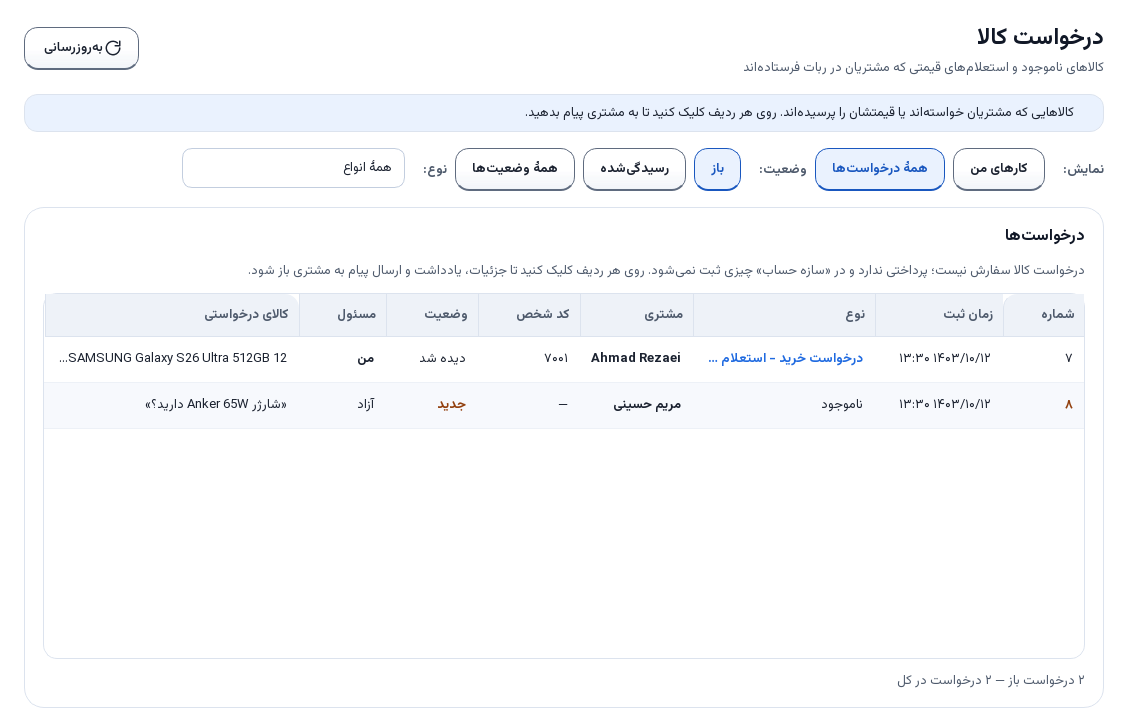 درخواست کالا
به‌روزرسانی
کالاهای ناموجود و استعلام‌های قیمتی که مشتریان در ربات فرستاده‌اند
کالاهایی که مشتریان خواسته‌اند یا قیمتشان را پرسیده‌اند. روی هر ردیف کلیک کنید تا به مشتری پیام بدهید.
نمایش: کارهای من همهٔ درخواست‌ها وضعیت: باز رسیدگی‌شده همهٔ وضعیت‌ها نوع: همهٔ انواع
درخواست‌ها
درخواست کالا سفارش نیست؛ پرداختی ندارد و در «سازه حساب» چیزی ثبت نمی‌شود. روی هر ردیف کلیک کنید تا جزئیات، یادداشت و ارسال پیام به مشتری باز شود.
شماره زمان ثبت نوع مشتری کد شخص وضعیت مسئول کالای درخواستی
۷ ۱۴۰۳/۱۰/۱۲ ۱۳:۳۰ درخواست خرید - استعلام ... Ahmad Rezaei ۷۰۰۱ دیده شد من SAMSUNG Galaxy S26 Ultra 512GB 12...
۸ ۱۴۰۳/۱۰/۱۲ ۱۳:۳۰ ناموجود مریم حسینی — جدید آزاد «شارژر Anker 65W دارید؟»
۲ درخواست باز — ۲ درخواست در کل